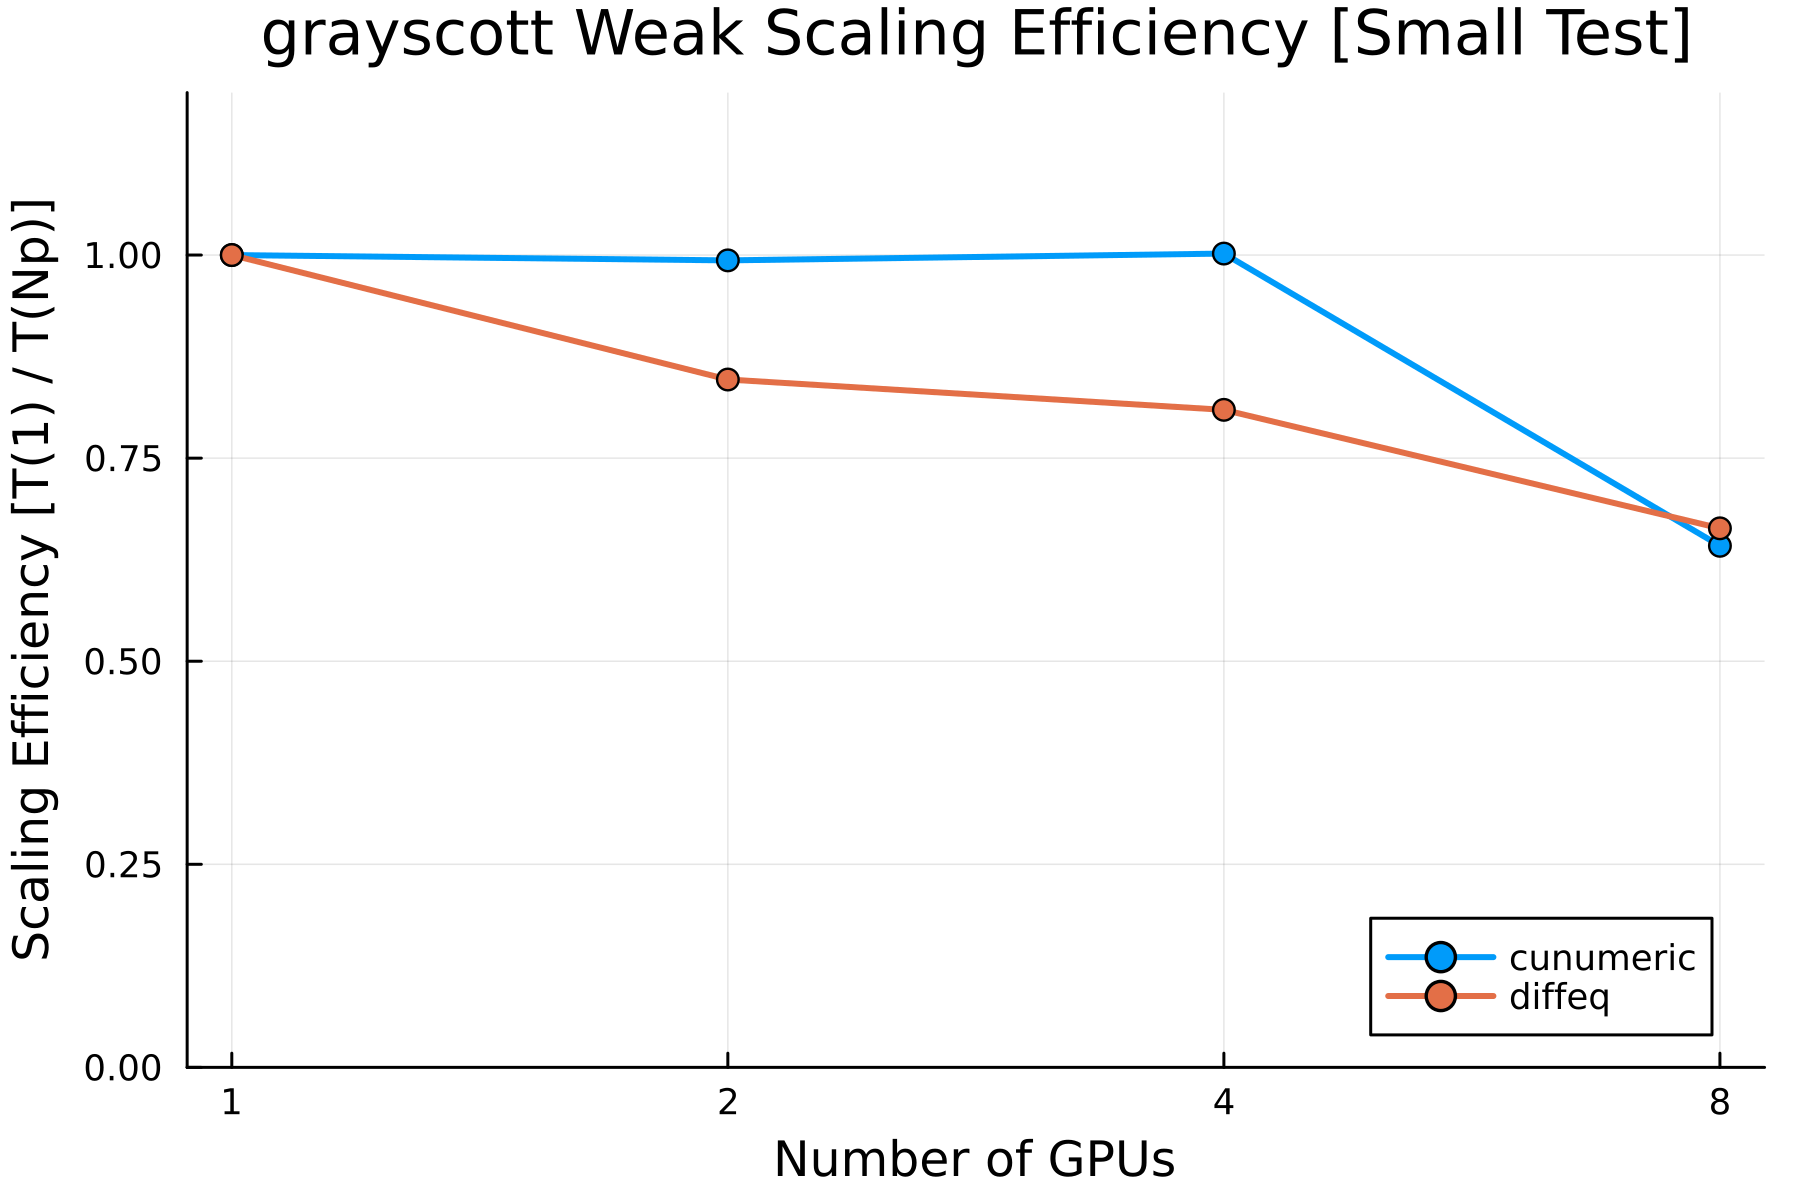 grayscott Weak Scaling Efficiency [Small Test]
Scaling Efficiency [T(1) / T(Np)]
1.00
0.75
0.50
0.25
0.00
cunumeric
diffeq
1 2 4 8
Number of GPUs